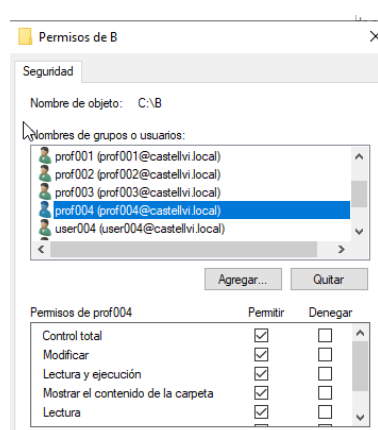 Permisos de B
Seguridad
Nombre de objeto: C:\B
Nombres de grupos o usuarios:
prof001 (prof001@castellvi.local)
prof002 (prof002@castellvi.local)
prof003 (prof003@castellvi.local)
prof004 (prof004@castellvi.local)
user004 (user004@castellvi.local)
Agregar... Quitar
Permisos de prof004 Permitir Denegar
Control total
Modificar
Lectura y ejecución
Mostrar el contenido de la carpeta
Lectura